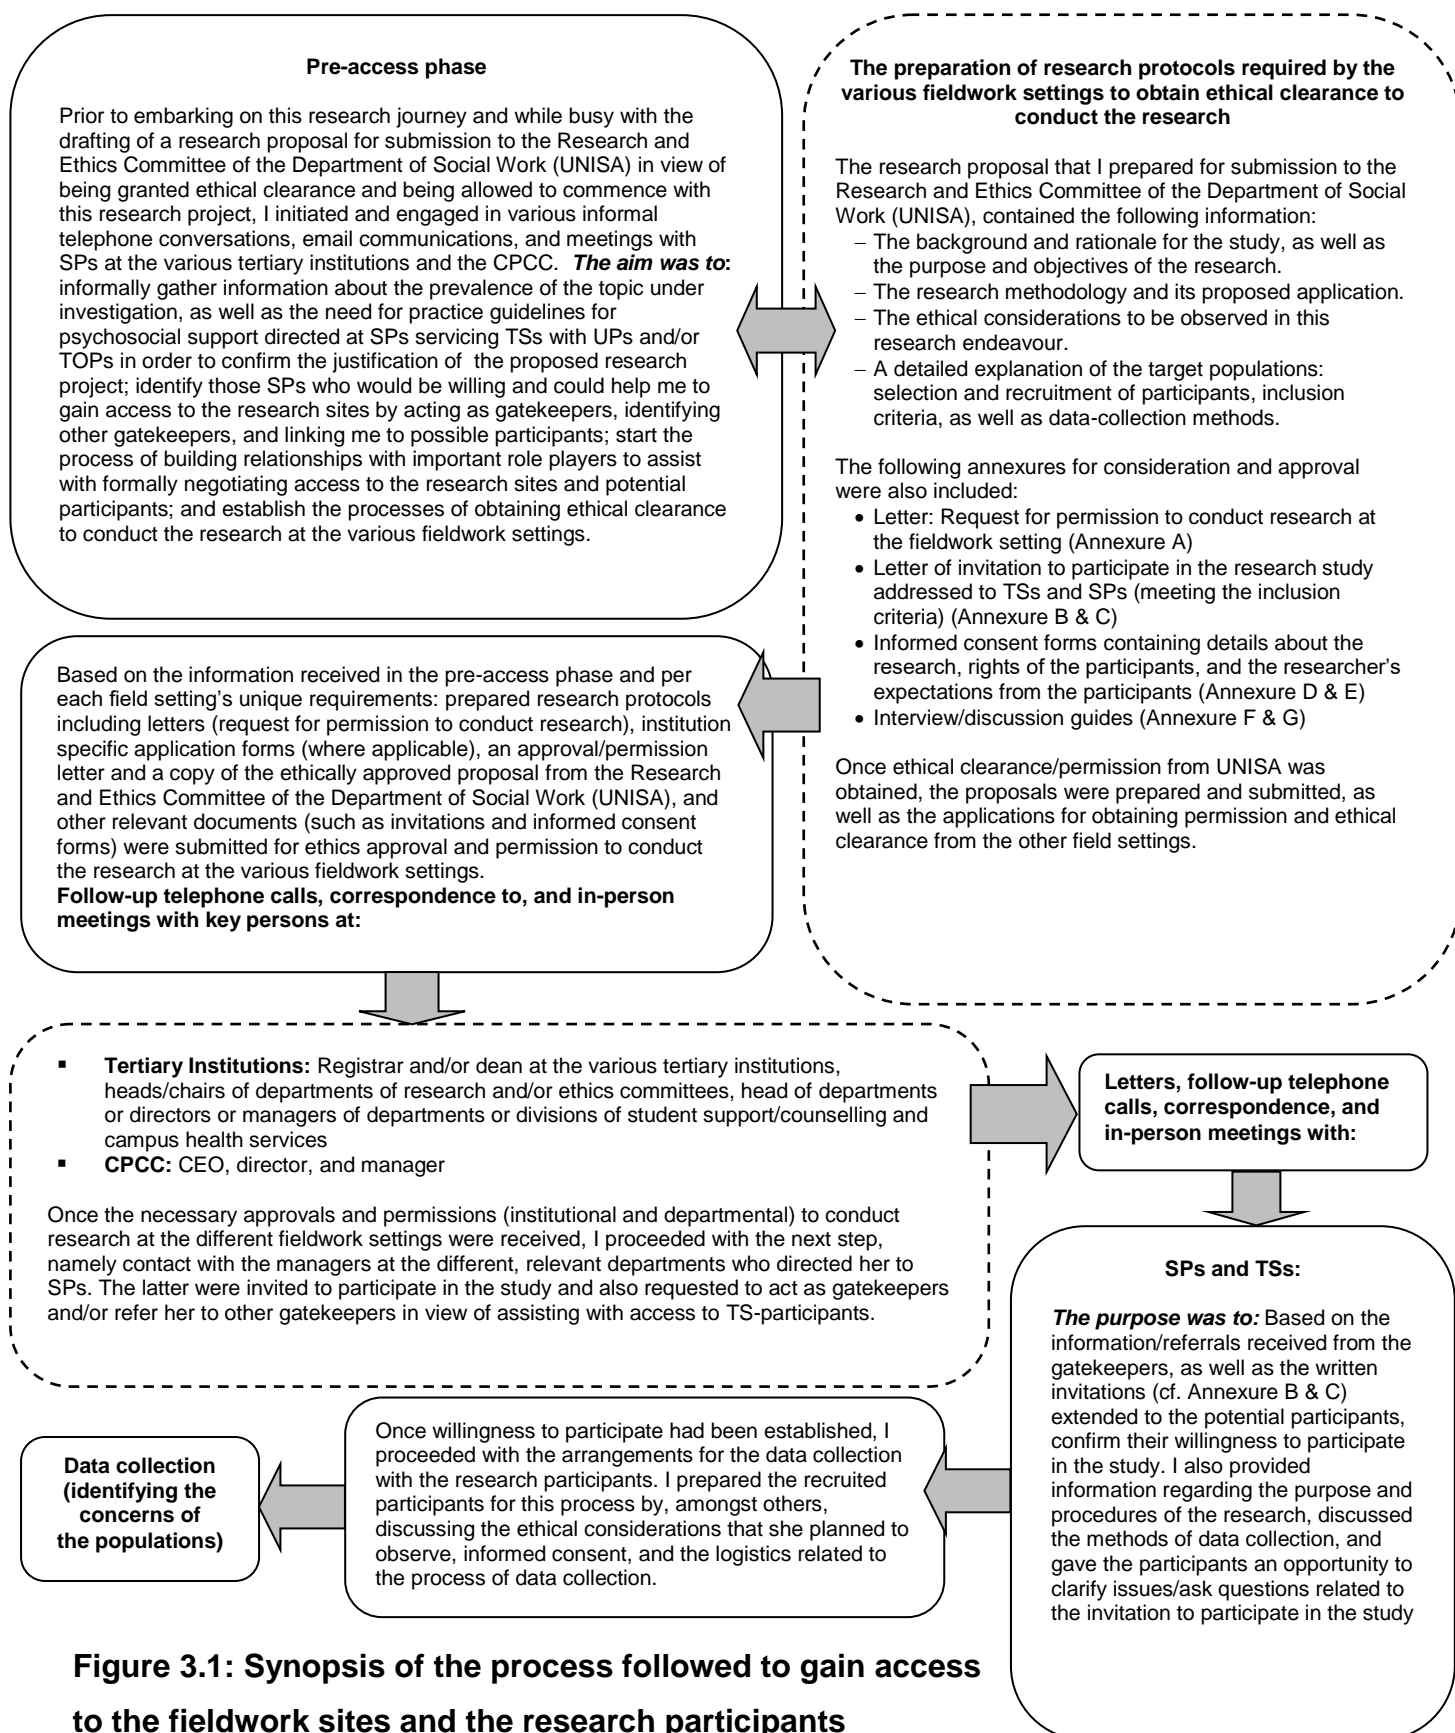 Pre-access phase
Prior to embarking on this research journey and while busy with the
drafting of a research proposal for submission to the Research and
Ethics Committee of the Department of Social Work (UNISA) in view of
being granted ethical clearance and being allowed to commence with
this research project, I initiated and engaged in various informal
telephone conversations, email communications, and meetings with
SPs at the various tertiary institutions and the CPCC. The aim was to:
informally gather information about the prevalence of the topic under
investigation, as well as the need for practice guidelines for
psychosocial support directed at SPs servicing TSs with UPs and/or
TOPs in order to confirm the justification of the proposed research
project; identify those SPs who would be willing and could help me to
gain access to the research sites by acting as gatekeepers, identifying
other gatekeepers, and linking me to possible participants; start the
process of building relationships with important role players to assist
with formally negotiating access to the research sites and potential
participants; and establish the processes of obtaining ethical clearance
to conduct the research at the various fieldwork settings.
The preparation of research protocols required by the
various fieldwork settings to obtain ethical clearance to
conduct the research
The research proposal that I prepared for submission to the
Research and Ethics Committee of the Department of Social
Work (UNISA), contained the following information:
– The background and rationale for the study, as well as
the purpose and objectives of the research.
– The research methodology and its proposed application.
– The ethical considerations to be observed in this
research endeavour.
– A detailed explanation of the target populations:
selection and recruitment of participants, inclusion
criteria, as well as data-collection methods.
The following annexures for consideration and approval
were also included:
• Letter: Request for permission to conduct research at
the fieldwork setting (Annexure A)
• Letter of invitation to participate in the research study
addressed to TSs and SPs (meeting the inclusion
criteria) (Annexure B & C)
• Informed consent forms containing details about the
research, rights of the participants, and the researcher's
expectations from the participants (Annexure D & E)
• Interview/discussion guides (Annexure F & G)
Once ethical clearance/permission from UNISA was
obtained, the proposals were prepared and submitted, as
well as the applications for obtaining permission and ethical
clearance from the other field settings.
Based on the information received in the pre-access phase and per
each field setting's unique requirements: prepared research protocols
including letters (request for permission to conduct research), institution
specific application forms (where applicable), an approval/permission
letter and a copy of the ethically approved proposal from the Research
and Ethics Committee of the Department of Social Work (UNISA), and
other relevant documents (such as invitations and informed consent
forms) were submitted for ethics approval and permission to conduct
the research at the various fieldwork settings.
Follow-up telephone calls, correspondence to, and in-person
meetings with key persons at:
▪ Tertiary Institutions: Registrar and/or dean at the various tertiary institutions,
heads/chairs of departments of research and/or ethics committees, head of departments
or directors or managers of departments or divisions of student support/counselling and
campus health services
▪ CPCC: CEO, director, and manager
Once the necessary approvals and permissions (institutional and departmental) to conduct
research at the different fieldwork settings were received, I proceeded with the next step,
namely contact with the managers at the different, relevant departments who directed her to
SPs. The latter were invited to participate in the study and also requested to act as gatekeepers
and/or refer her to other gatekeepers in view of assisting with access to TS-participants.
Letters, follow-up telephone
calls, correspondence, and
in-person meetings with:
SPs and TSs:
The purpose was to: Based on the
information/referrals received from the
gatekeepers, as well as the written
invitations (cf. Annexure B & C)
extended to the potential participants,
confirm their willingness to participate
in the study. I also provided
information regarding the purpose and
procedures of the research, discussed
the methods of data collection, and
gave the participants an opportunity to
clarify issues/ask questions related to
the invitation to participate in the study
Once willingness to participate had been established, I
proceeded with the arrangements for the data collection
with the research participants. I prepared the recruited
participants for this process by, amongst others,
discussing the ethical considerations that she planned to
observe, informed consent, and the logistics related to
the process of data collection.
Data collection
(identifying the
concerns of
the populations)
Figure 3.1: Synopsis of the process followed to gain access
to the fieldwork sites and the research participants